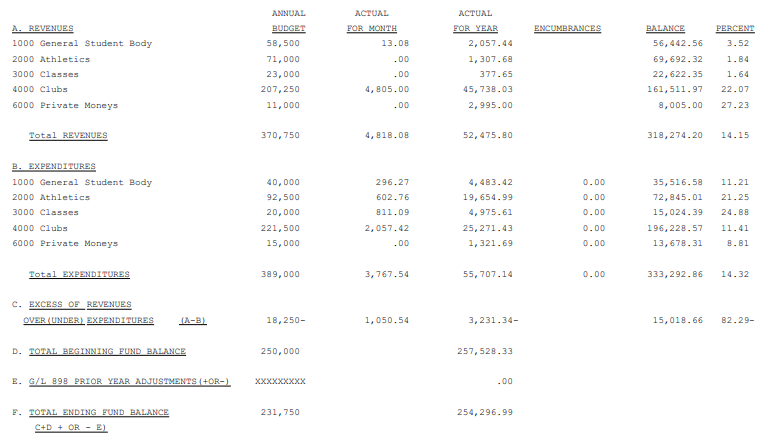 ANNUAL ACTUAL ACTUAL
A. REVENUES BUDGET FOR MONTH FOR YEAR ENCUMBRANCES BALANCE PERCENT
1000 General Student Body 58,500 13.08 2,057.44 56,442.56 3.52
2000 Athletics 71,000 .00 1,307.68 69,692.32 1.84
3000 Classes 23,000 .00 377.65 22,622.35 1.64
4000 Clubs 207,250 4,805.00 45,738.03 161,511.97 22.07
6000 Private Moneys 11,000 .00 2,995.00 8,005.00 27.23
Total REVENUES 370,750 4,818.08 52,475.80 318,274.20 14.15
B. EXPENDITURES
1000 General Student Body 40,000 296.27 4,483.42 0.00 35,516.58 11.21
2000 Athletics 92,500 602.76 19,654.99 0.00 72,845.01 21.25
3000 Classes 20,000 811.09 4,975.61 0.00 15,024.39 24.88
4000 Clubs 221,500 2,057.42 25,271.43 0.00 196,228.57 11.41
6000 Private Moneys 15,000 .00 1,321.69 0.00 13,678.31 8.81
Total EXPENDITURES 389,000 3,767.54 55,707.14 0.00 333,292.86 14.32
C. EXCESS OF REVENUES
OVER(UNDER) EXPENDITURES (A-B) 18,250- 1,050.54 3,231.34- 15,018.66 82.29-
D. TOTAL BEGINNING FUND BALANCE 250,000 257,528.33
E. G/L 898 PRIOR YEAR ADJUSTMENTS(+OR-) XXXXXXXXX .00
F. TOTAL ENDING FUND BALANCE 231,750 254,296.99
C+D + OR - E)